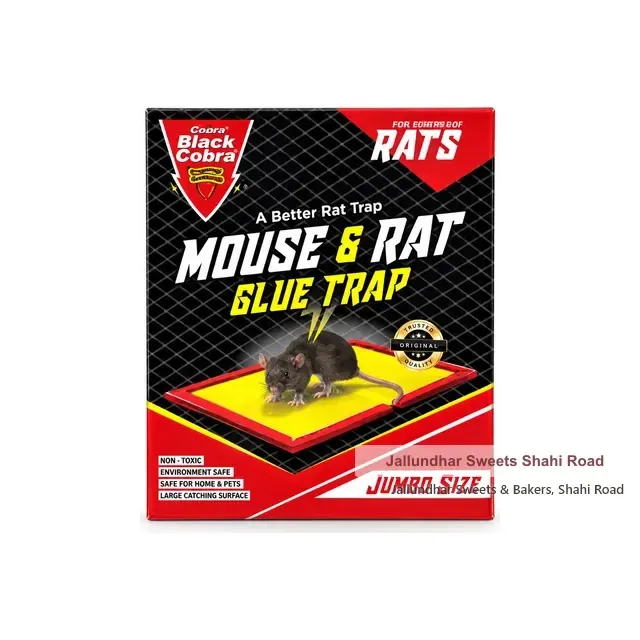 Cobra
Black
Cobra
FOR
RATS
A Better Rat Trap
MOUSE & RAT
GLUE TRAP
TRUSTED
ORIGINAL
QUALITY
NON - TOXIC
ENVIRONMENT SAFE
SAFE FOR HOME & PETS
LARGE CATCHING SURFACE
Jallundhar Sweets Shahi Road
JUMBO SIZE
Jallundhar Sweets & Bakers, Shahi Road